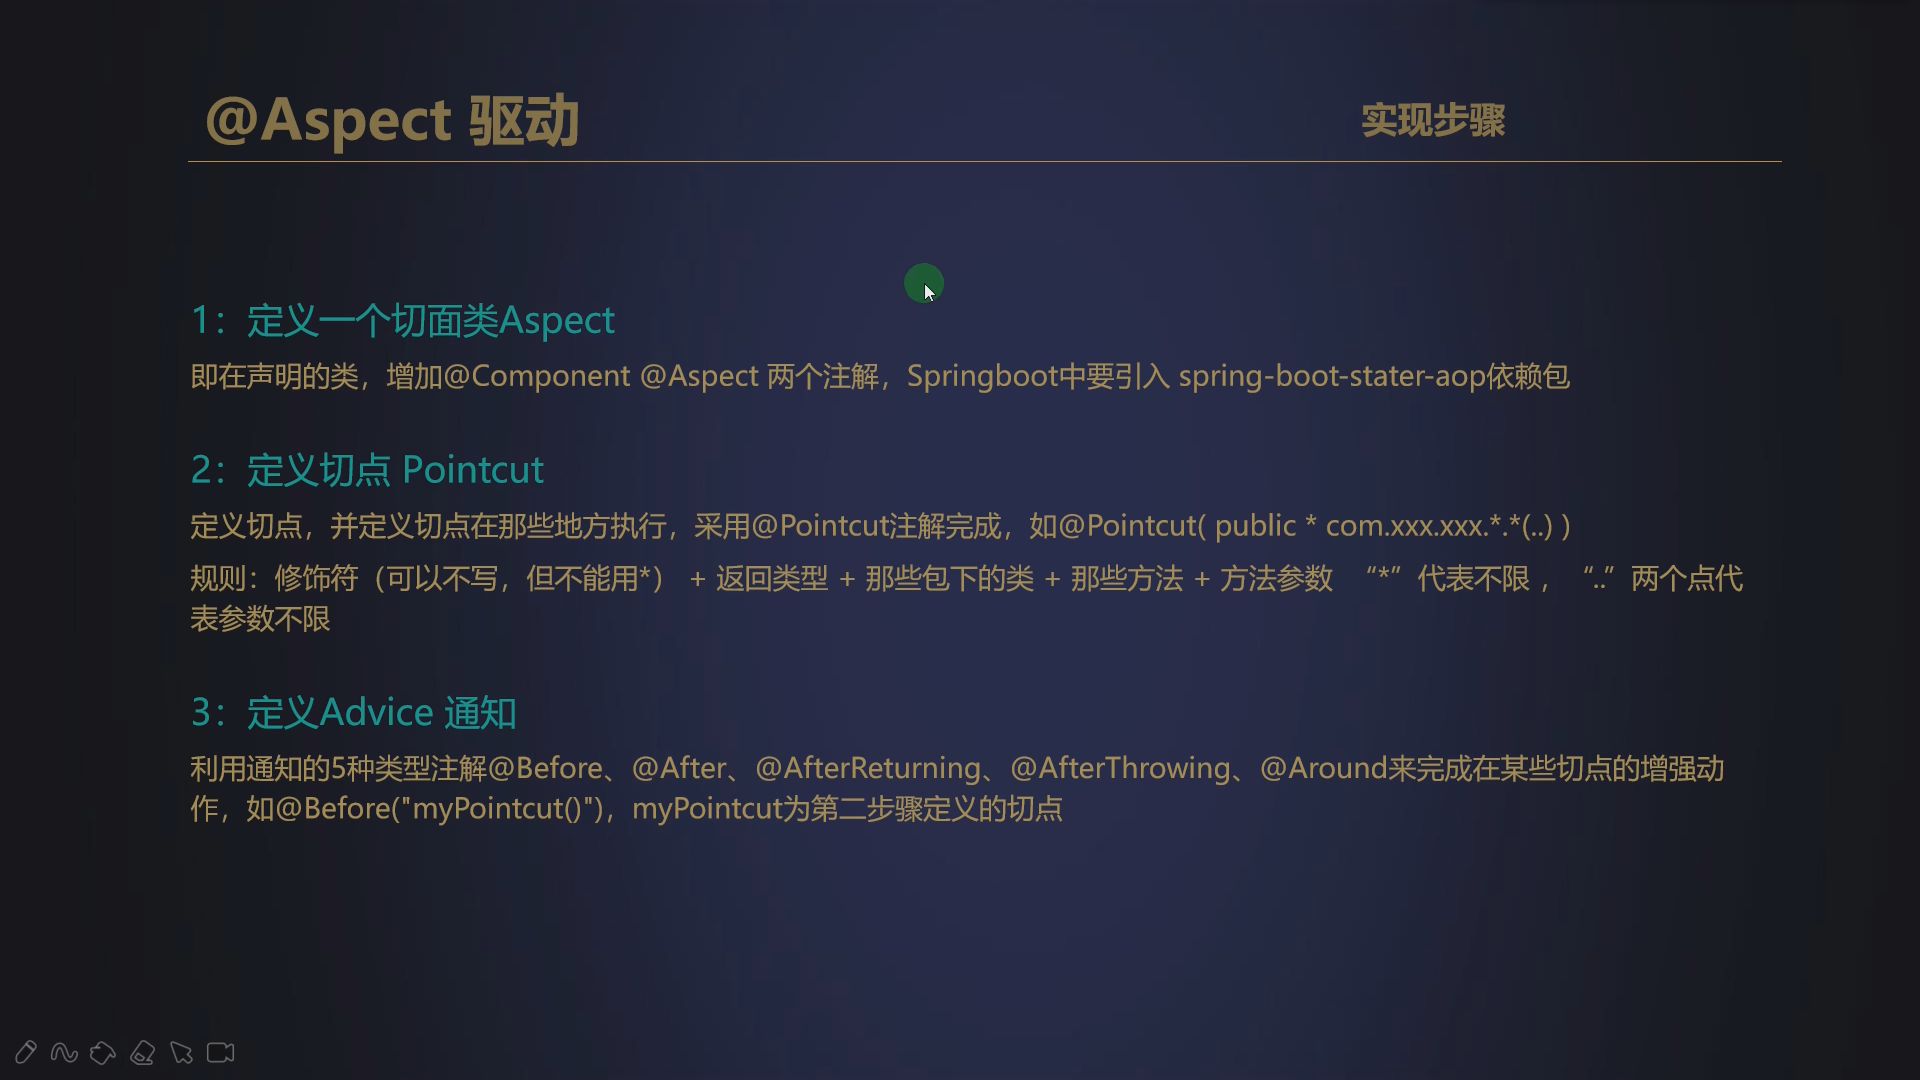 @Aspect 驱动
实现步骤
1：定义一个切面类Aspect
即在声明的类，增加@Component @Aspect 两个注解，Springboot中要引入 spring-boot-stater-aop依赖包
2：定义切点 Pointcut
定义切点，并定义切点在那些地方执行，采用@Pointcut注解完成，如@Pointcut( public * com.xxx.xxx.*.*(..) )
规则：修饰符（可以不写，但不能用*） + 返回类型 + 那些包下的类 + 那些方法 + 方法参数 “*”代表不限 ， “..”两个点代
表参数不限
3：定义Advice 通知
利用通知的5种类型注解@Before、@After、@AfterReturning、@AfterThrowing、@Around来完成在某些切点的增强动
作，如@Before("myPointcut()")，myPointcut为第二步骤定义的切点